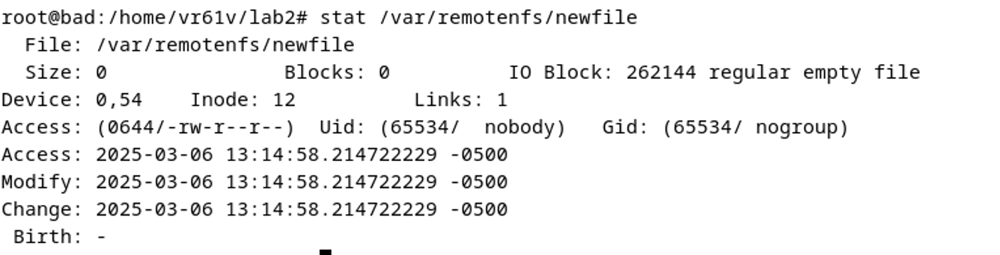 root@bad:/home/vr61v/lab2# stat /var/remotenfs/newfile
  File: /var/remotenfs/newfile
  Size: 0               Blocks: 0          IO Block: 262144 regular empty file
Device: 0,54    Inode: 12          Links: 1
Access: (0644/-rw-r--r--)  Uid: (65534/  nobody)   Gid: (65534/ nogroup)
Access: 2025-03-06 13:14:58.214722229 -0500
Modify: 2025-03-06 13:14:58.214722229 -0500
Change: 2025-03-06 13:14:58.214722229 -0500
 Birth: -